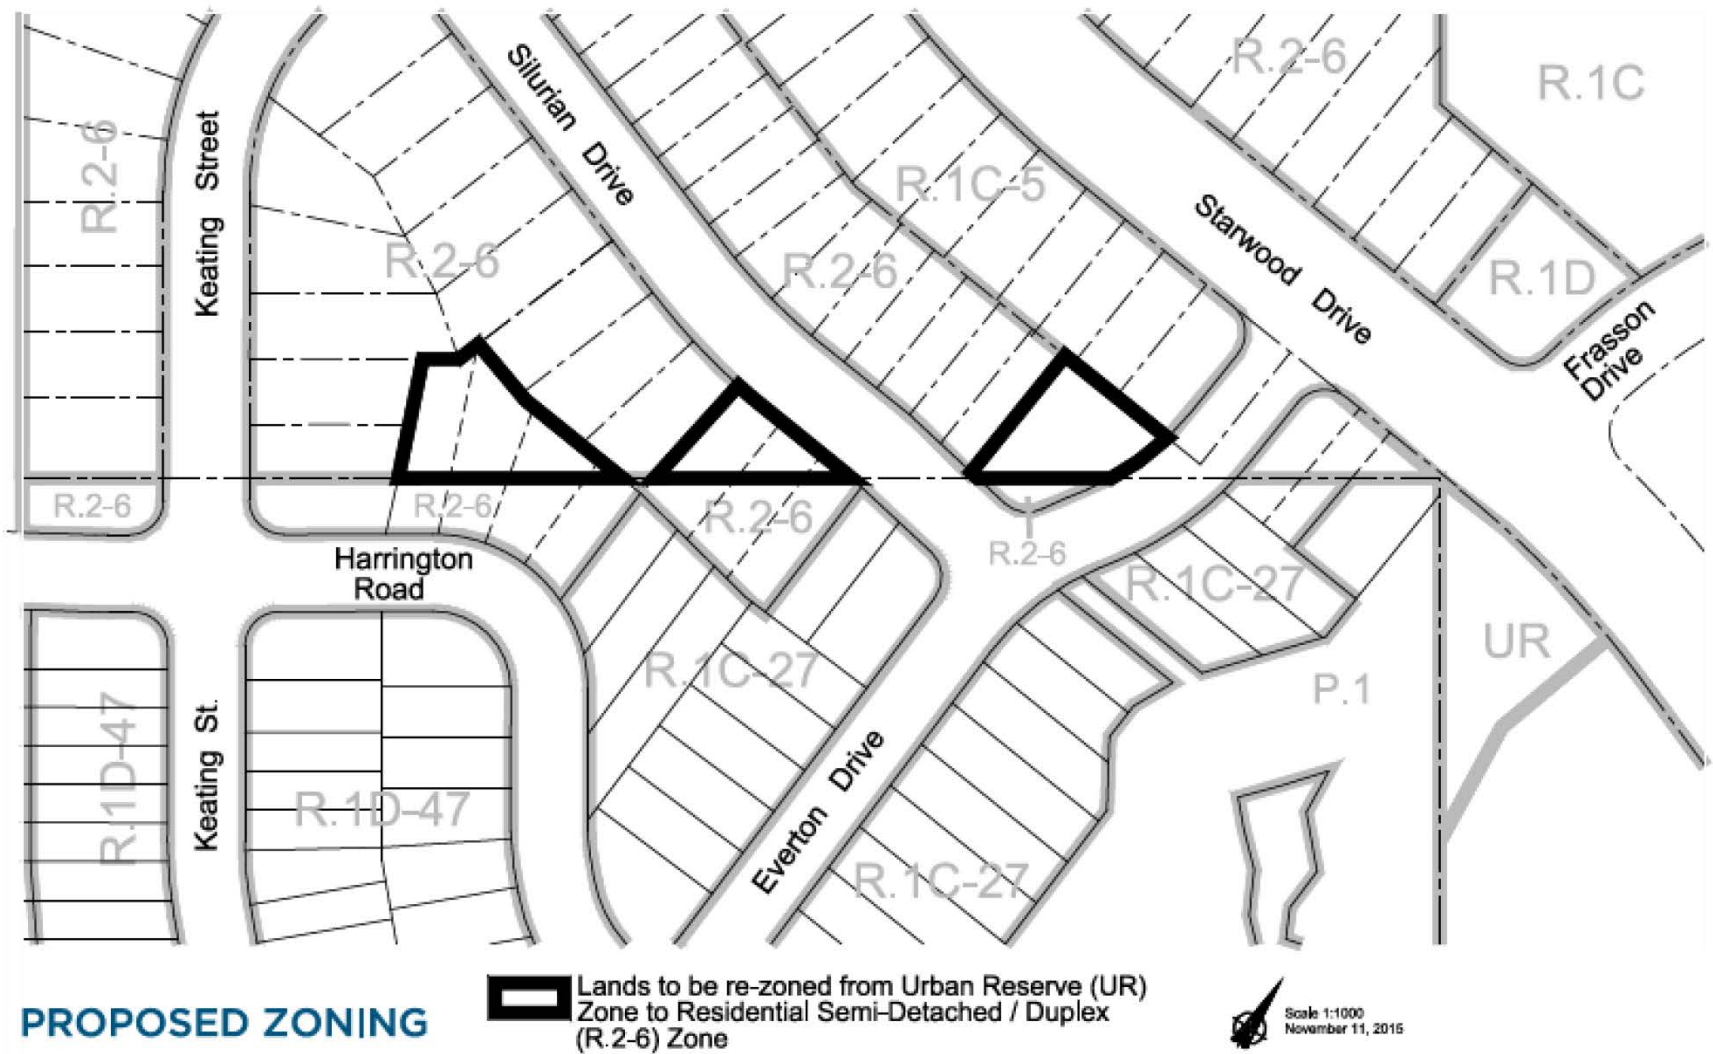 R.2-6
R.1C
Silurian Drive
R.2-6
Keating Street
R.1C-5
R.2-6
R.2-6
Starwood Drive
R.1D
Frasson
Drive
R.2-6
R.2-6
R.2-6
R.2-6
Harrington
Road
R.1C-27
R.1C-27
UR
P.1
R.1D-47
Keating St.
R.1D-47
Everton Drive
R.1C-27
PROPOSED ZONING
Lands to be re-zoned from Urban Reserve (UR)
Zone to Residential Semi-Detached / Duplex
(R.2-6) Zone
Scale 1:1000
November 11, 2015